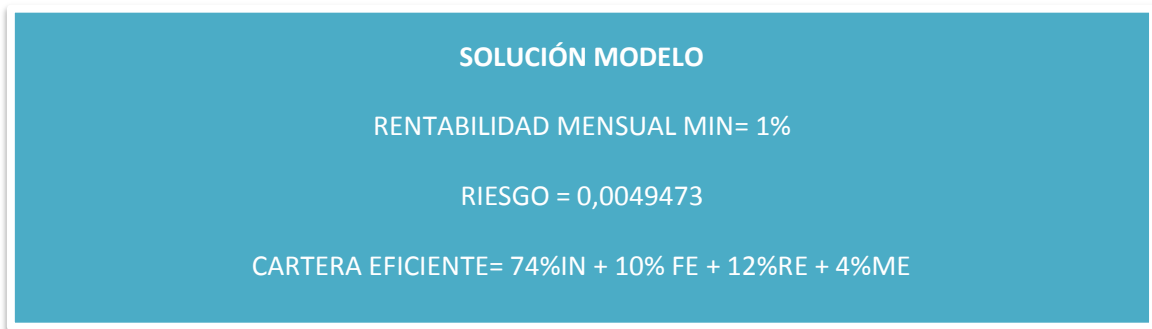 SOLUCIÓN MODELO
RENTABILIDAD MENSUAL MIN= 1%
RIESGO = 0,0049473
CARTERA EFICIENTE= 74%IN + 10% FE + 12%RE + 4%ME